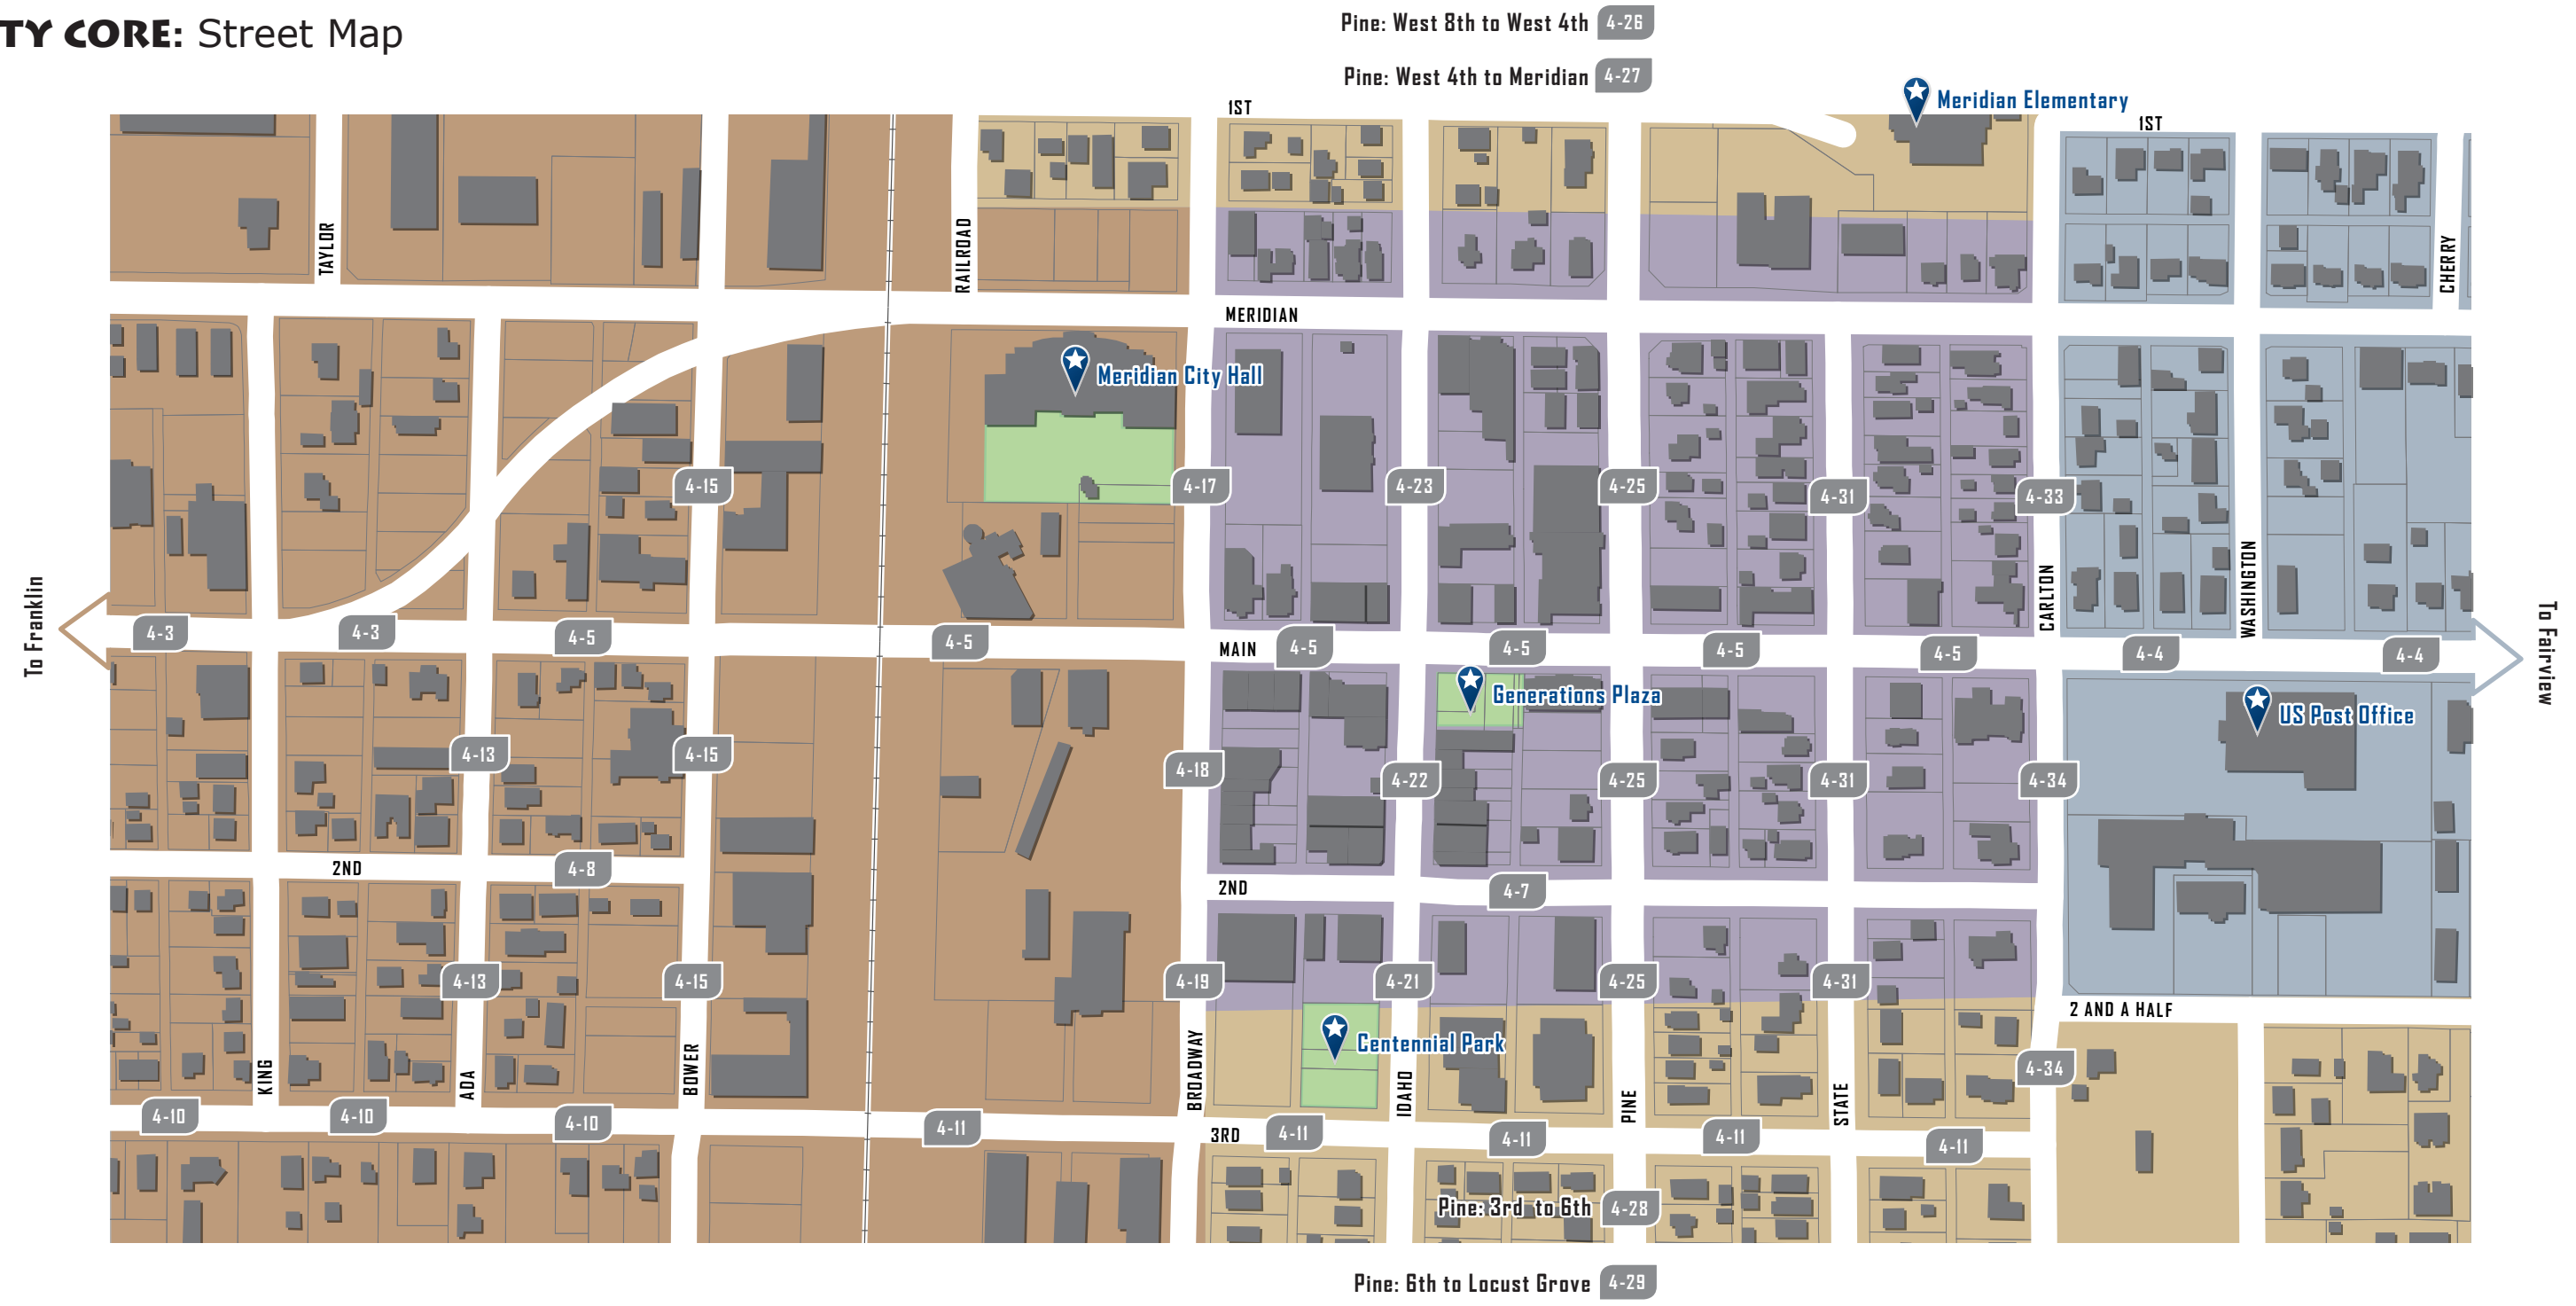 TY CORE: Street Map
Pine: West 8th to West 4th 4-26
Pine: West 4th to Meridian 4-27
Meridian Elementary
1ST
1ST
TAYLOR
RAILROAD
CHERRY
MERIDIAN
Meridian City Hall
4-15
4-17
4-23
4-25
4-31
4-33
CARLTON
WASHINGTON
To Franklin
To Fairview
4-3
4-3
4-5
4-5
MAIN
4-5
4-5
4-5
4-5
4-4
4-4
Generations Plaza
US Post Office
4-13
4-15
4-18
4-22
4-25
4-31
4-34
2ND
4-8
2ND
4-7
4-13
4-15
4-19
4-21
4-25
4-31
2 AND A HALF
Centennial Park
KING
ADA
BOWER
BROADWAY
IDAHO
PINE
STATE
4-34
4-10
4-10
4-10
4-11
3RD
4-11
4-11
4-11
4-11
Pine: 3rd to 6th 4-28
Pine: 6th to Locust Grove 4-29